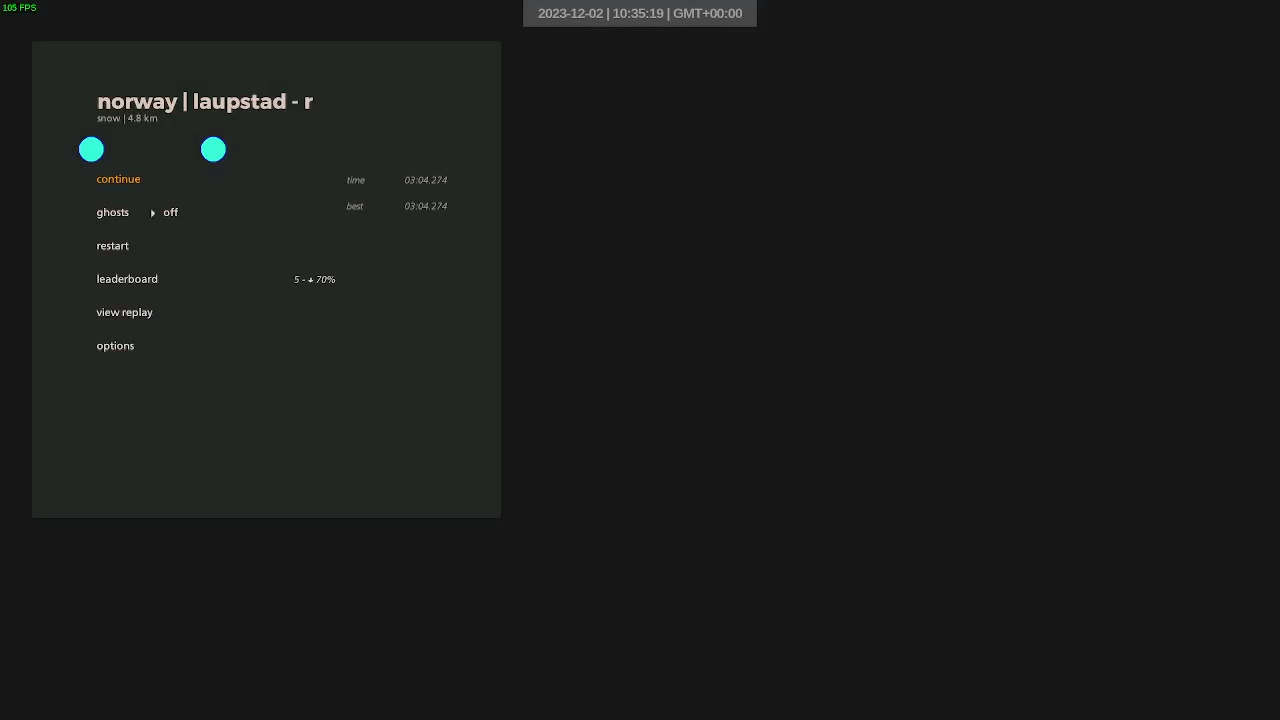 105 FPS
2023-12-02 | 10:35:19 | GMT+00:00
norway | laupstad - r
snow | 4.8 km
continue
time 03:04.274
ghosts off
best 03:04.274
restart
leaderboard 5 - + 70%
view replay
options